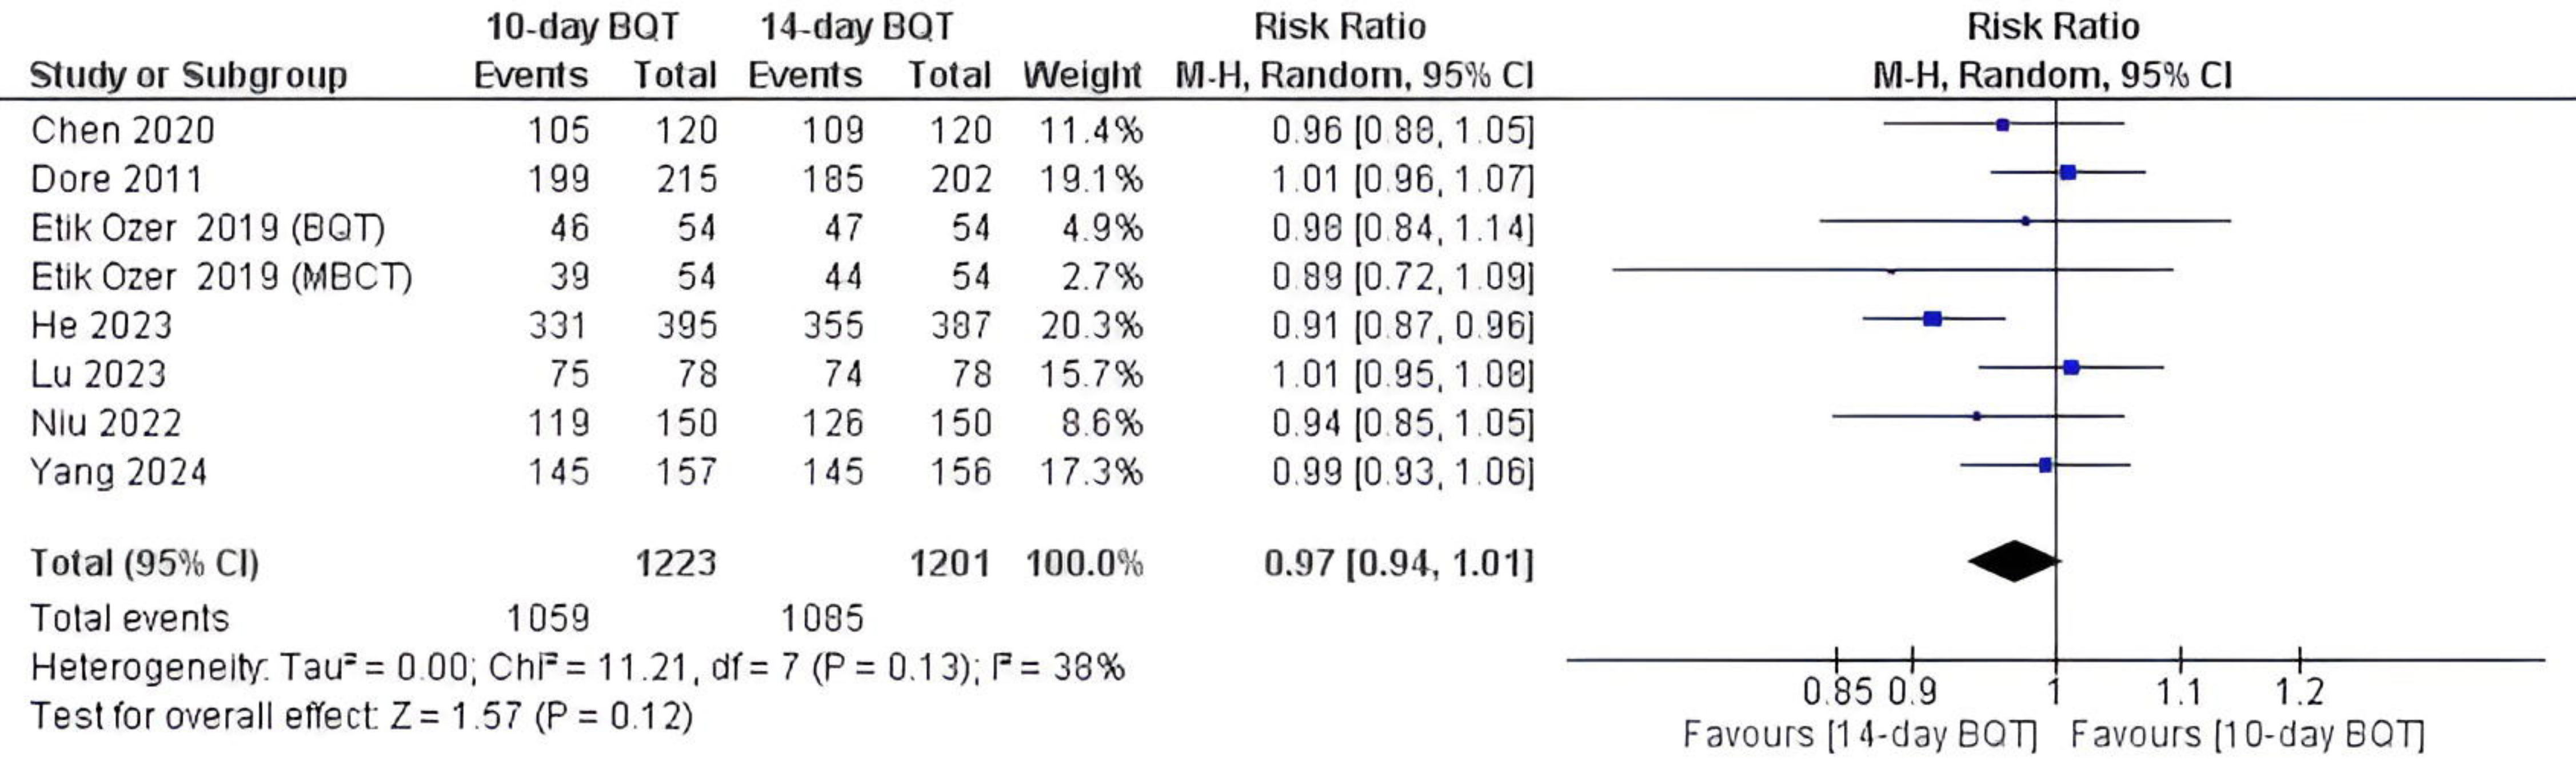 10-day BQT 14-day BQT Risk Ratio Risk Ratio
Study or Subgroup Events Total Events Total Weight M-H, Random, 95% CI M-H, Random, 95% CI
Chen 2020 105 120 109 120 11.4% 0.96 [0.88, 1.05]
Dore 2011 199 215 185 202 19.1% 1.01 [0.96, 1.07]
Etik Ozer 2019 (BQT) 46 54 47 54 4.9% 0.98 [0.84, 1.14]
Etik Ozer 2019 (MBCT) 39 54 44 54 2.7% 0.89 [0.72, 1.09]
He 2023 331 395 355 387 20.3% 0.91 [0.87, 0.96]
Lu 2023 75 78 74 78 15.7% 1.01 [0.95, 1.08]
Niu 2022 119 150 126 150 8.6% 0.94 [0.85, 1.05]
Yang 2024 145 157 145 156 17.3% 0.99 [0.93, 1.06]
Total (95% CI) 1223 1201 100.0% 0.97 [0.94, 1.01]
Total events 1059 1085
Heterogeneity: Tau² = 0.00; Chi² = 11.21, df = 7 (P = 0.13); I² = 38%
Test for overall effect: Z = 1.57 (P = 0.12)
0.85 0.9 1 1.1 1.2
Favours [14-day BQT] Favours [10-day BQT]